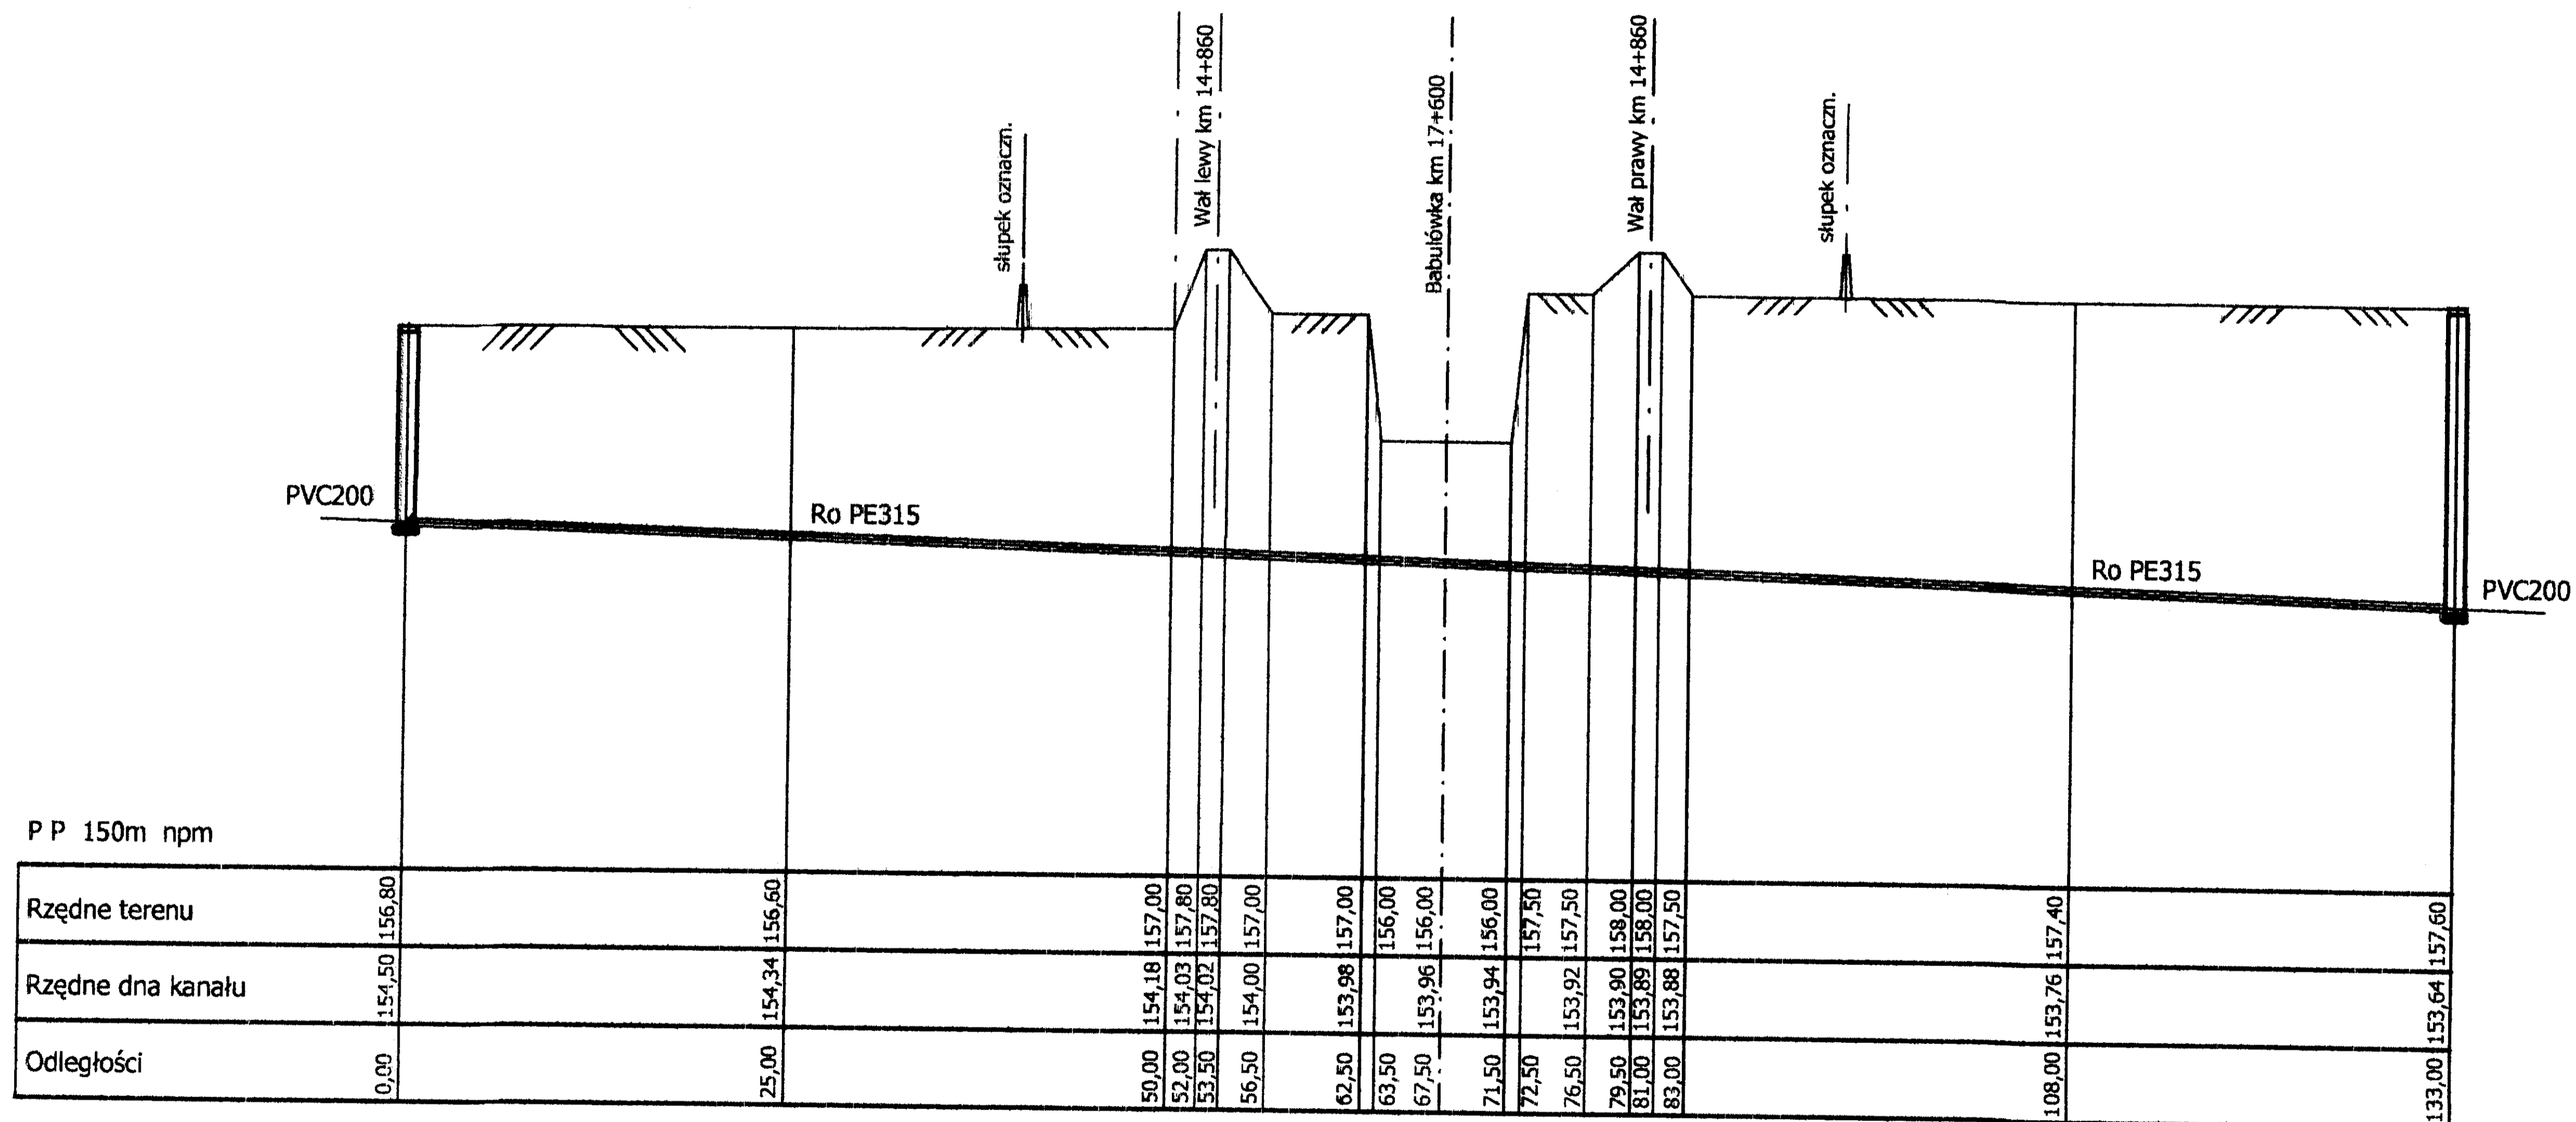 Wał lewy km 14+860
Wał prawy km 14+860
Babulówka km 17+600
słupek oznaczn.
słupek oznaczn.
PVC200
Ro PE315
Ro PE315
PVC200
P P 150m npm
Rzędne terenu 156,80 156,60 157,00 157,80 157,80 157,00 157,00 156,00 156,00 156,00 157,50 157,50 158,00 158,00 157,50 157,40 157,60
Rzędne dna kanału 154,50 154,34 154,18 154,03 154,02 154,00 153,98 153,96 153,94 153,92 153,90 153,89 153,88 153,76 153,64
Odległości 0,00 25,00 50,00 52,00 53,50 56,50 62,50 63,50 67,50 71,50 72,50 76,50 79,50 81,00 83,00 108,00 133,00